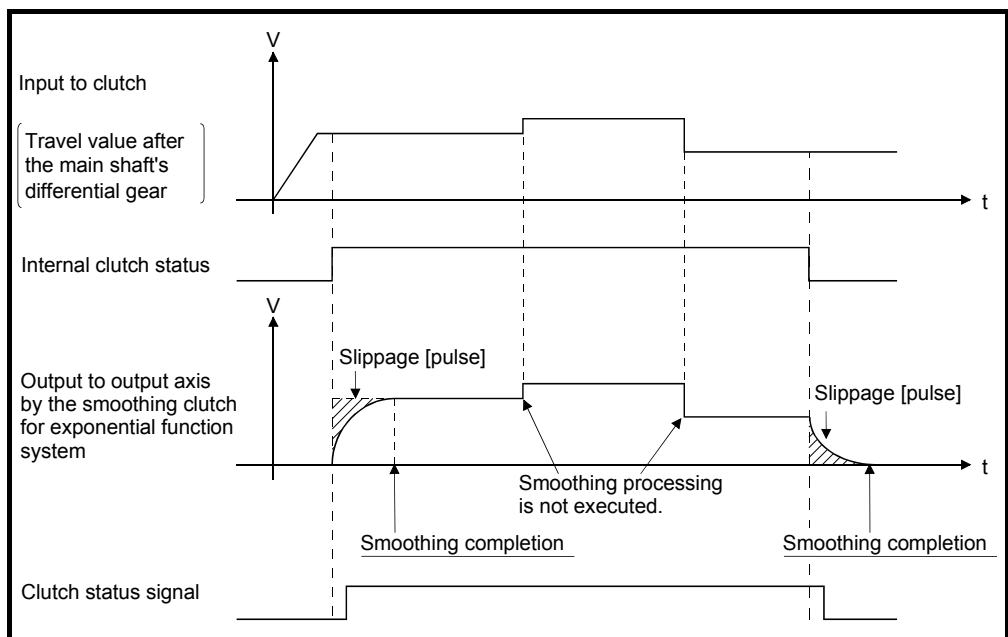 V
Input to clutch
Travel value after
the main shaft's
differential gear
t
Internal clutch status
V
Slippage [pulse]
Output to output axis
by the smoothing clutch
for exponential function
system
Slippage [pulse]
t
Smoothing processing
is not executed.
Smoothing completion
Smoothing completion
Clutch status signal